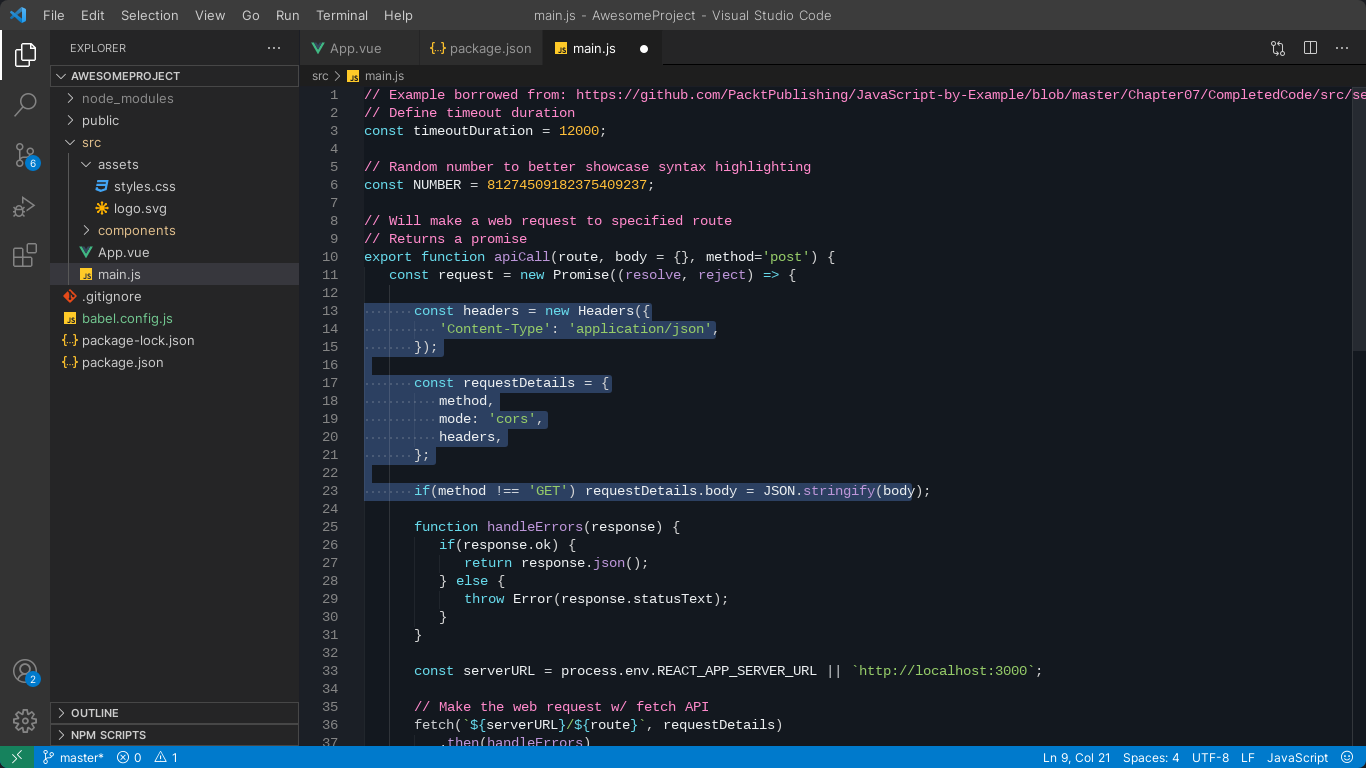 File Edit Selection View Go Run Terminal Help main.js - AwesomeProject - Visual Studio Code
EXPLORER
App.vue
package.json
main.js
AWESOMEPROJECT
node_modules
public
src
assets
styles.css
logo.svg
components
App.vue
main.js
.gitignore
babel.config.js
package-lock.json
package.json
OUTLINE
NPM SCRIPTS
6
2
src > main.js
1 // Example borrowed from: https://github.com/PacktPublishing/JavaScript-by-Example/blob/master/Chapter07/CompletedCode/src/se
2 // Define timeout duration
3 const timeoutDuration = 12000;
4
5 // Random number to better showcase syntax highlighting
6 const NUMBER = 81274509182375409237;
7
8 // Will make a web request to specified route
9 // Returns a promise
10 export function apiCall(route, body = {}, method='post') {
11 const request = new Promise((resolve, reject) => {
12
13 const headers = new Headers({
14 'Content-Type': 'application/json',
15 });
16
17 const requestDetails = {
18 method,
19 mode: 'cors',
20 headers,
21 };
22
23 if(method !== 'GET') requestDetails.body = JSON.stringify(body);
24
25 function handleErrors(response) {
26 if(response.ok) {
27 return response.json();
28 } else {
29 throw Error(response.statusText);
30 }
31 }
32
33 const serverURL = process.env.REACT_APP_SERVER_URL || `http://localhost:3000`;
34
35 // Make the web request w/ fetch API
36 fetch(`${serverURL}/${route}`, requestDetails)
37 .then(handleErrors)
master* 0 1 Ln 9, Col 21 Spaces: 4 UTF-8 LF JavaScript